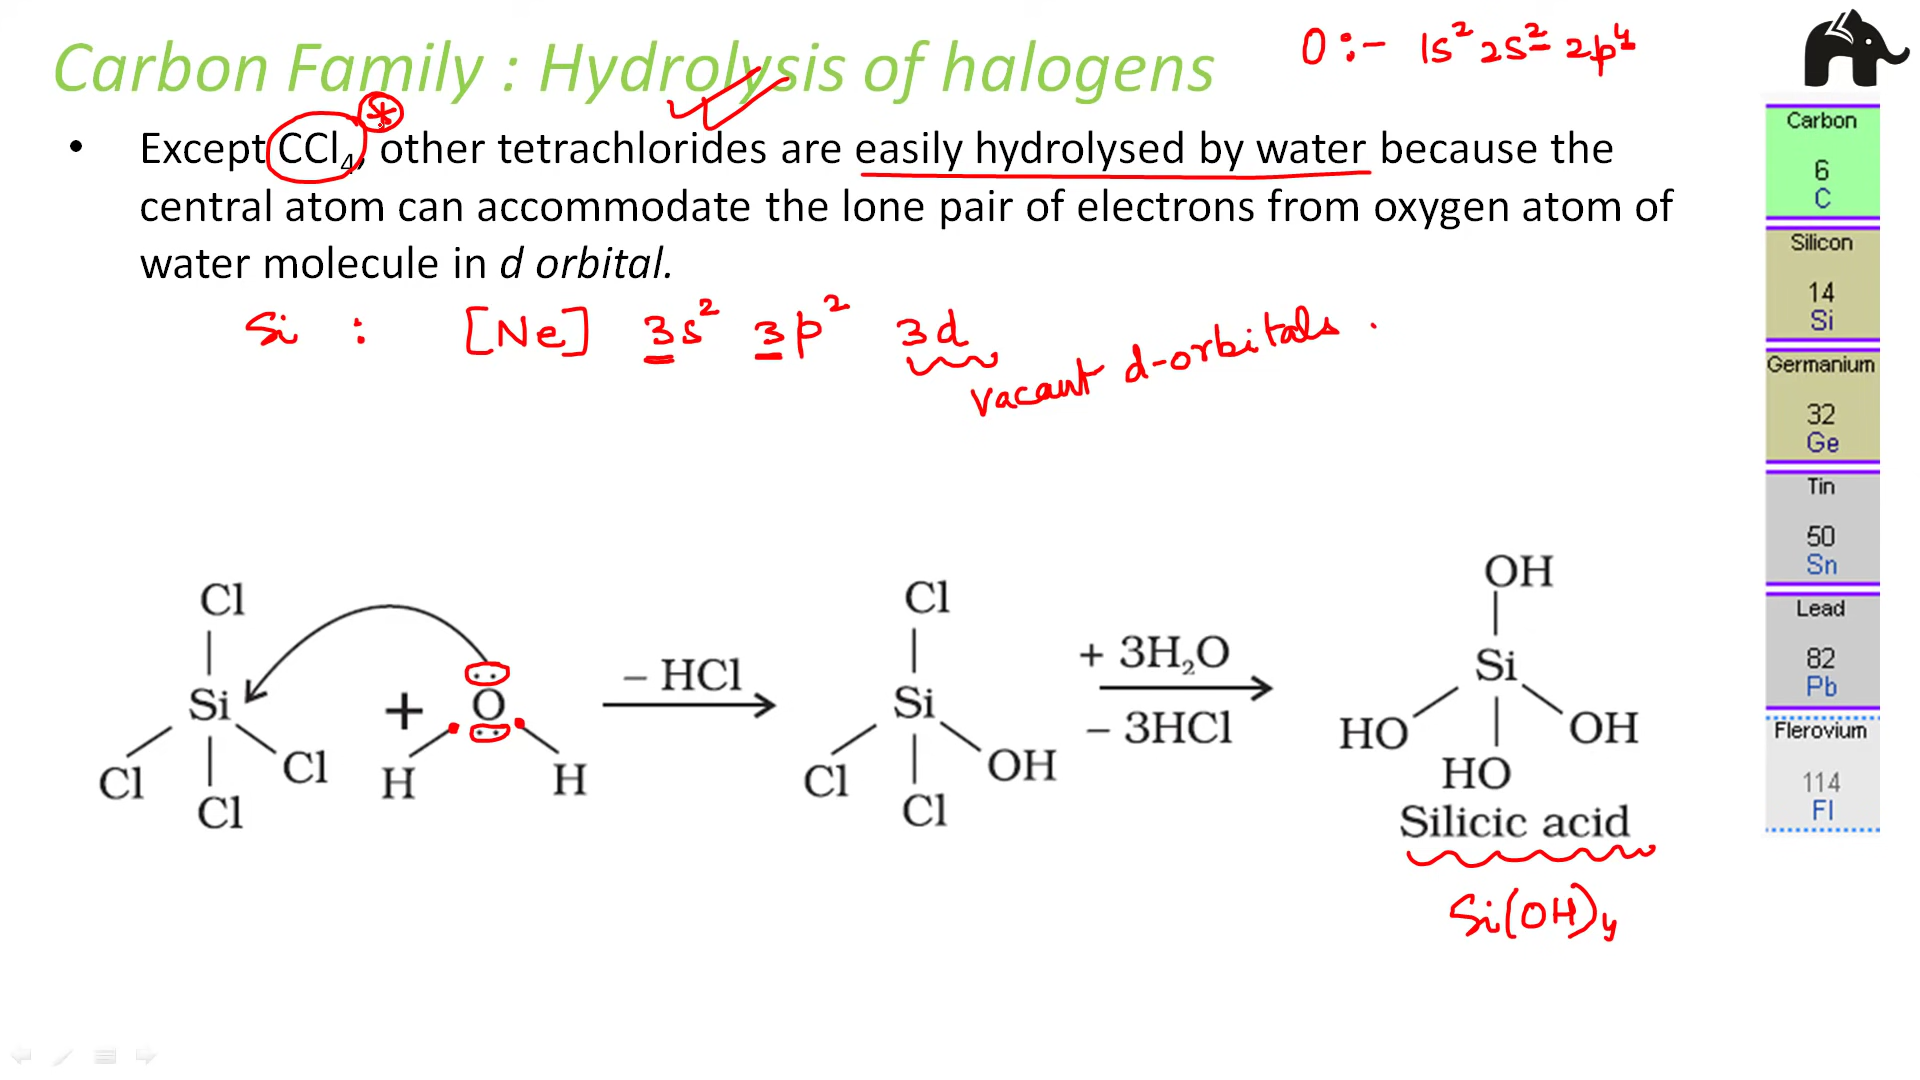 Carbon Family : Hydrolysis of halogens
O :- 1s² 2s² 2p⁴
• Except CCl₄, other tetrachlorides are easily hydrolysed by water because the
central atom can accommodate the lone pair of electrons from oxygen atom of
water molecule in d orbital.
*
Si : [Ne] 3s² 3p² 3d
vacant d-orbitals .
Cl
Si
Cl
Cl
Cl
+
O
H
H
– HCl
Cl
Si
Cl
OH
Cl
+ 3H₂O
– 3HCl
OH
Si
HO
OH
HO
Silicic acid
Si(OH)₄
Carbon
6
C
Silicon
14
Si
Germanium
32
Ge
Tin
50
Sn
Lead
82
Pb
Flerovium
114
Fl